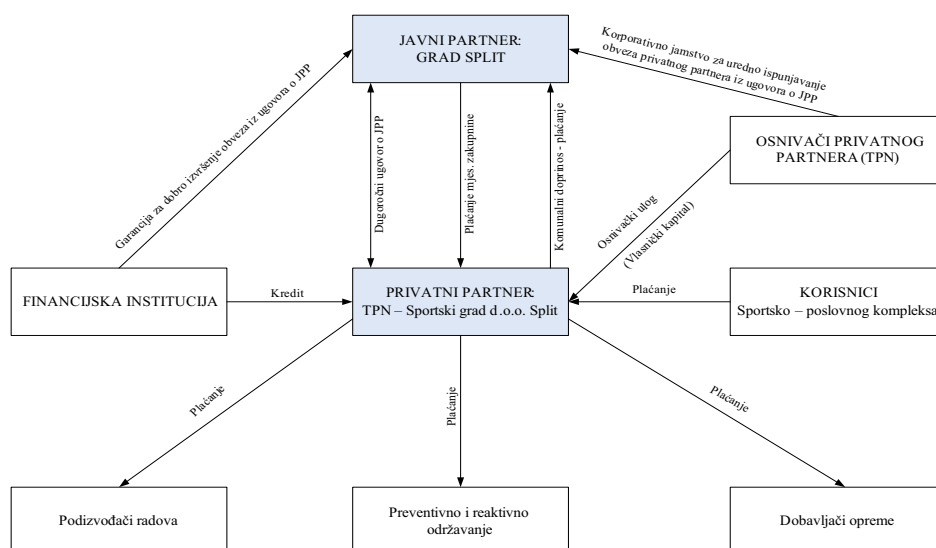 JAVNI PARTNER:
GRAD SPLIT
Korporativno jamstvo za uredno ispunjavanje
obveza privatnog partnera iz ugovora o JPP
Garancija za dobro izvršenje obveza iz ugovora o JPP
Dugoročni ugovor o JPP
Plaćanje mjes. zakupnine
Komunalni doprinos - plaćanje
OSNIVAČI PRIVATNOG
PARTNERA (TPN)
Osnivački ulog
(Vlasnički kapital)
FINANCIJSKA INSTITUCIJA
Kredit
PRIVATNI PARTNER:
TPN – Sportski grad d.o.o. Split
Plaćanje
KORISNICI
Sportsko – poslovnog kompleksa
Plaćanje
Plaćanje
Plaćanje
Podizvođači radova
Preventivno i reaktivno
održavanje
Dobavljači opreme